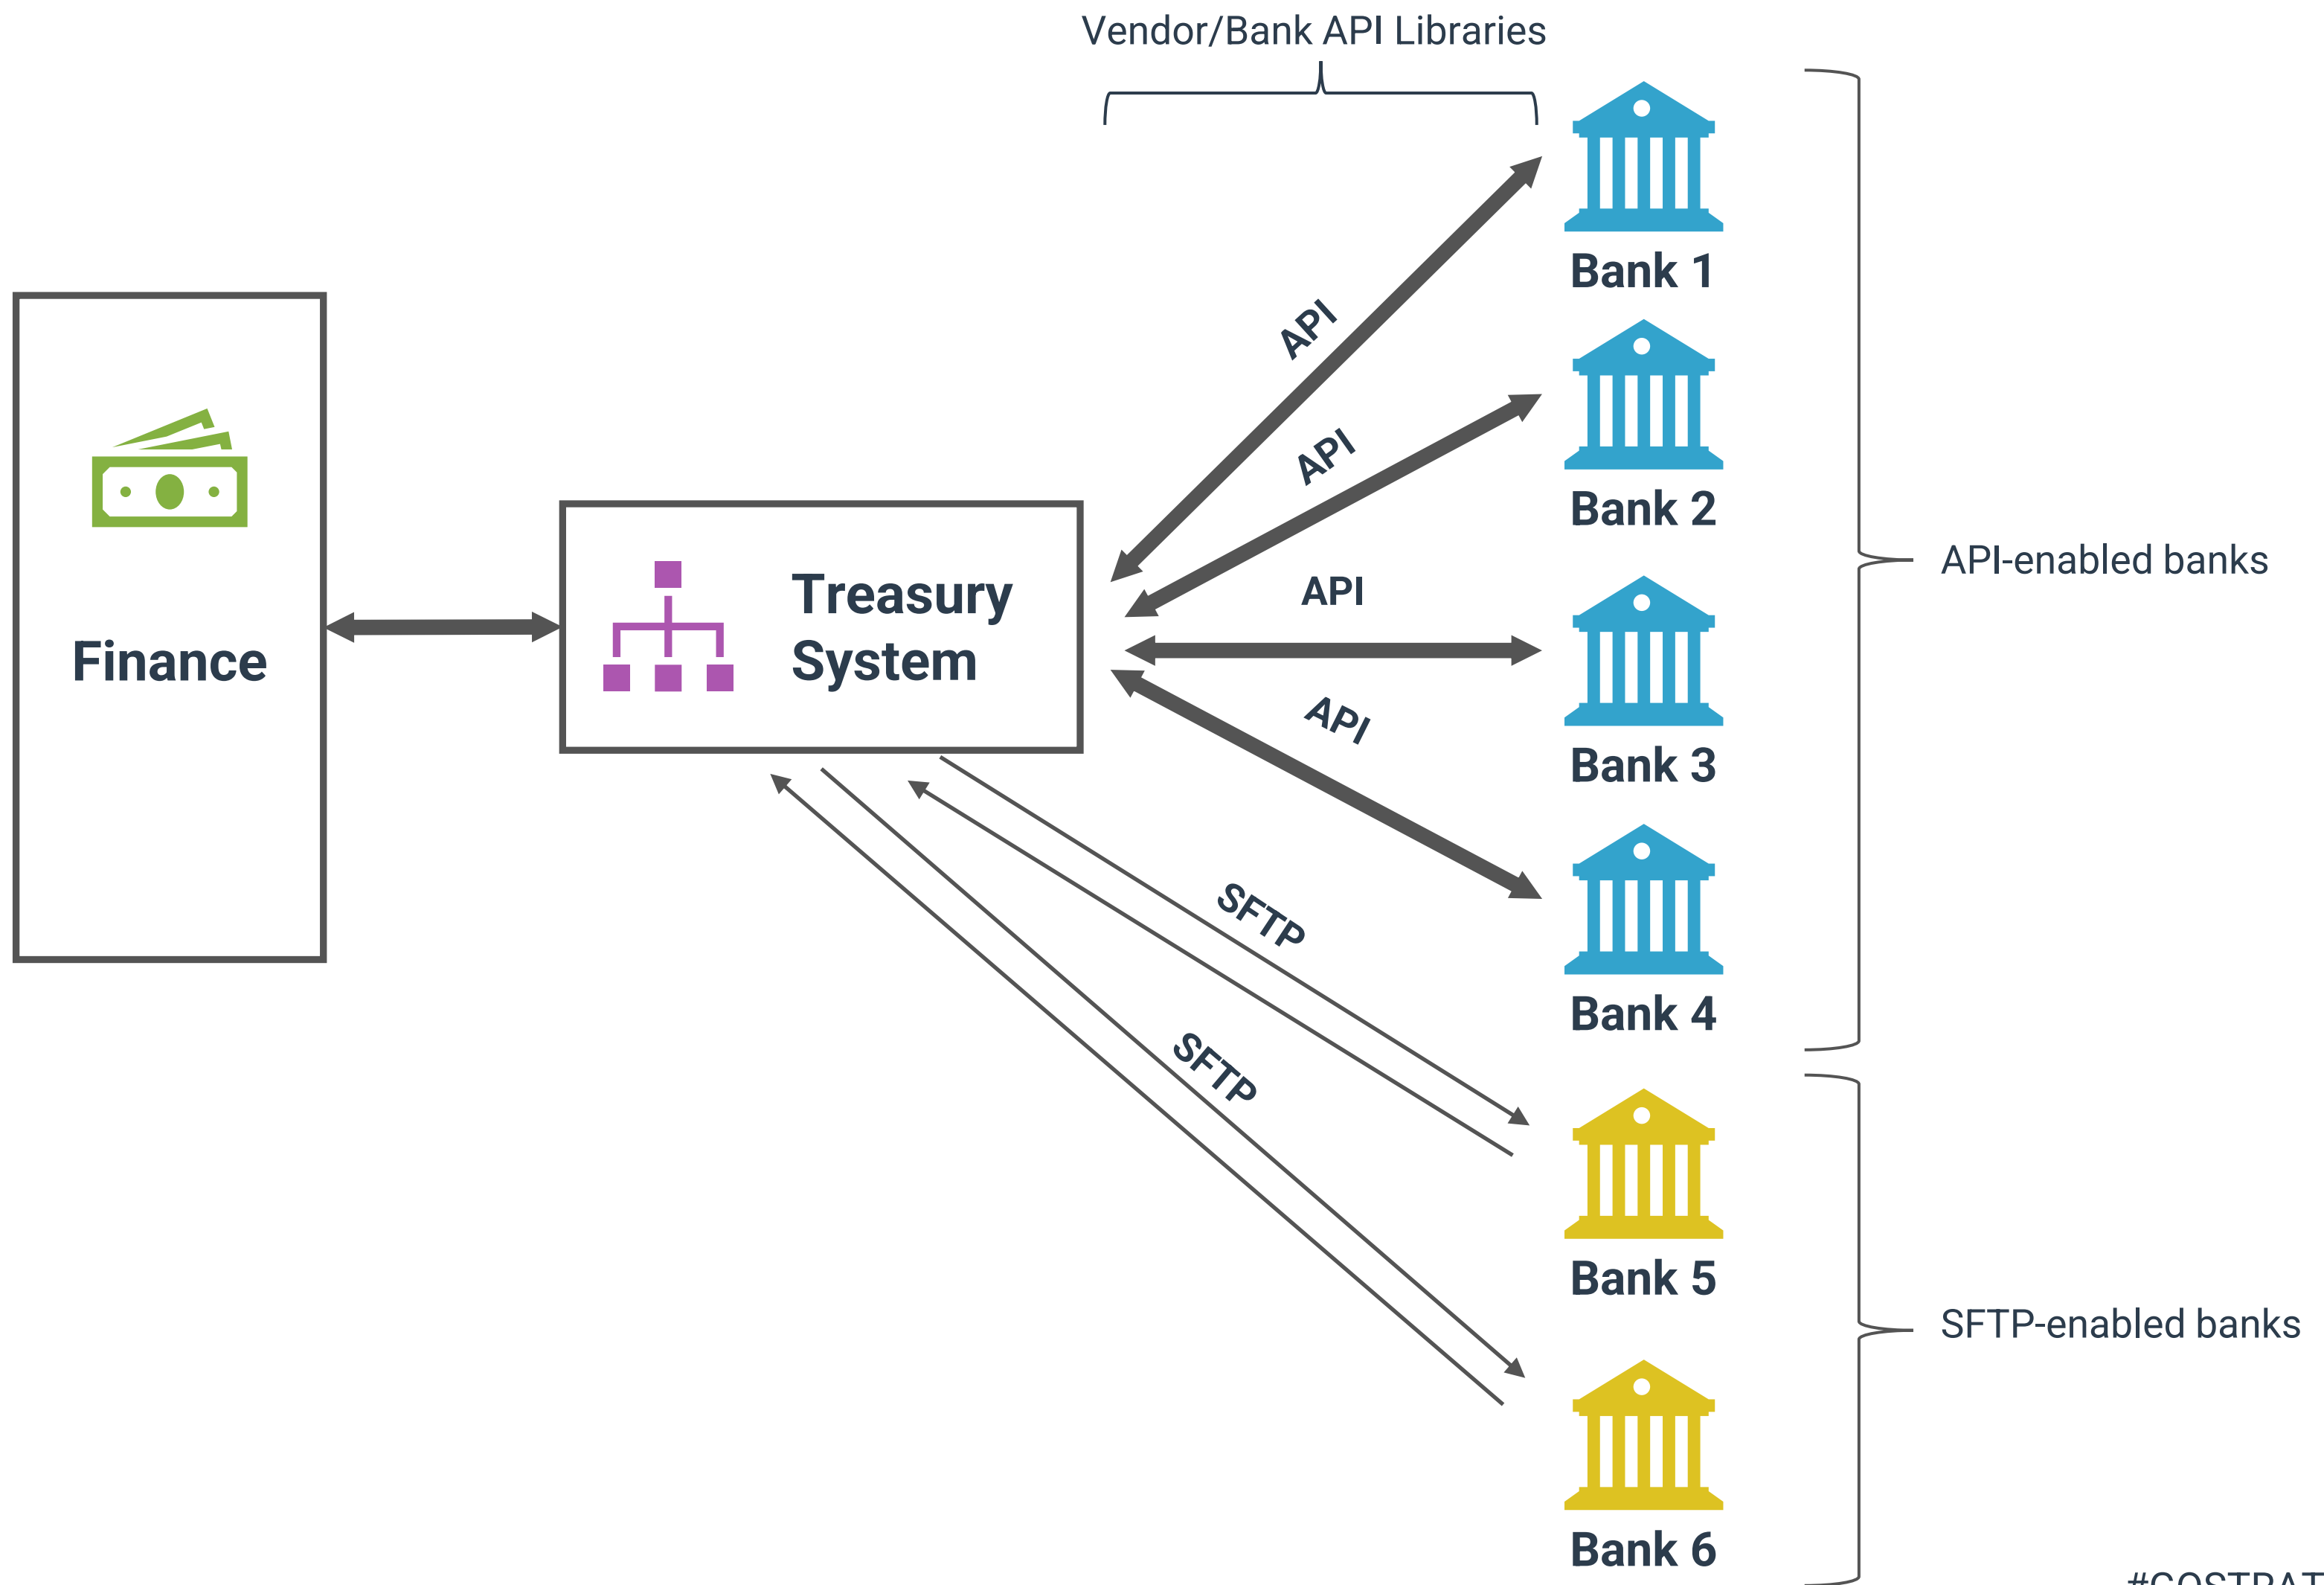 Vendor/Bank API Libraries
Bank 1
API
Bank 2
API
API-enabled banks
Treasury
System
API
Finance
Bank 3
API
Bank 4
SFTP
SFTP
Bank 5
SFTP-enabled banks
Bank 6